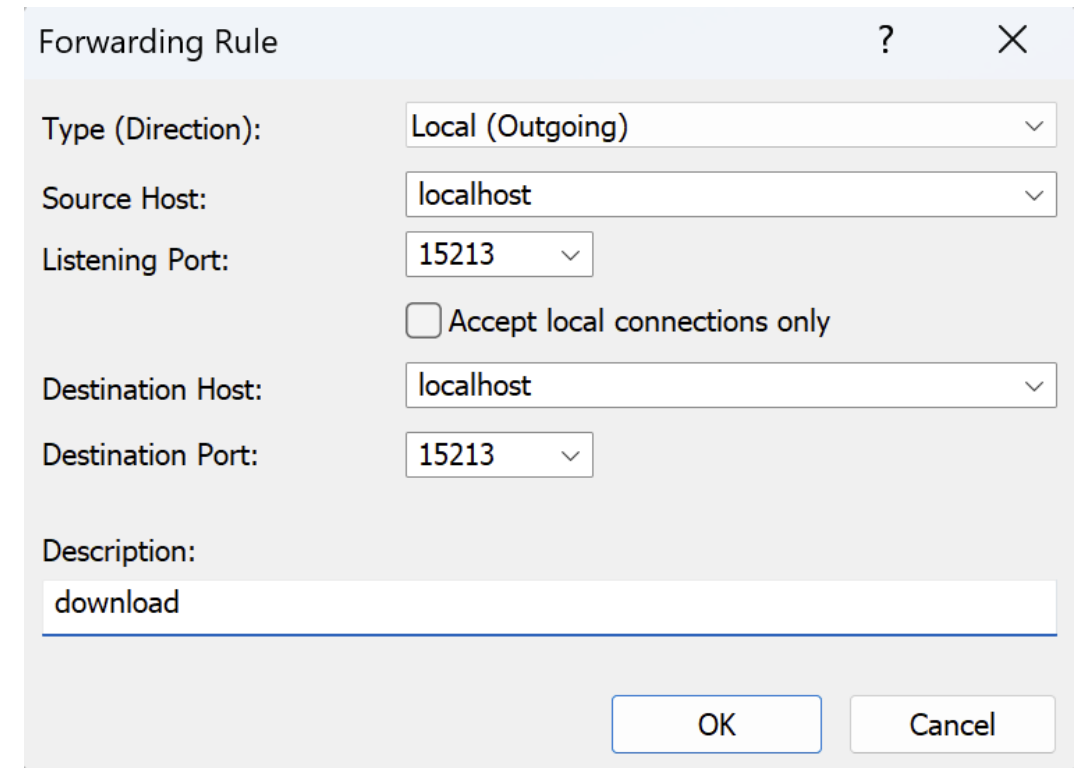 Forwarding Rule ?
Type (Direction): Local (Outgoing)
Source Host: localhost
Listening Port: 15213
Accept local connections only
Destination Host: localhost
Destination Port: 15213
Description:
download
OK Cancel